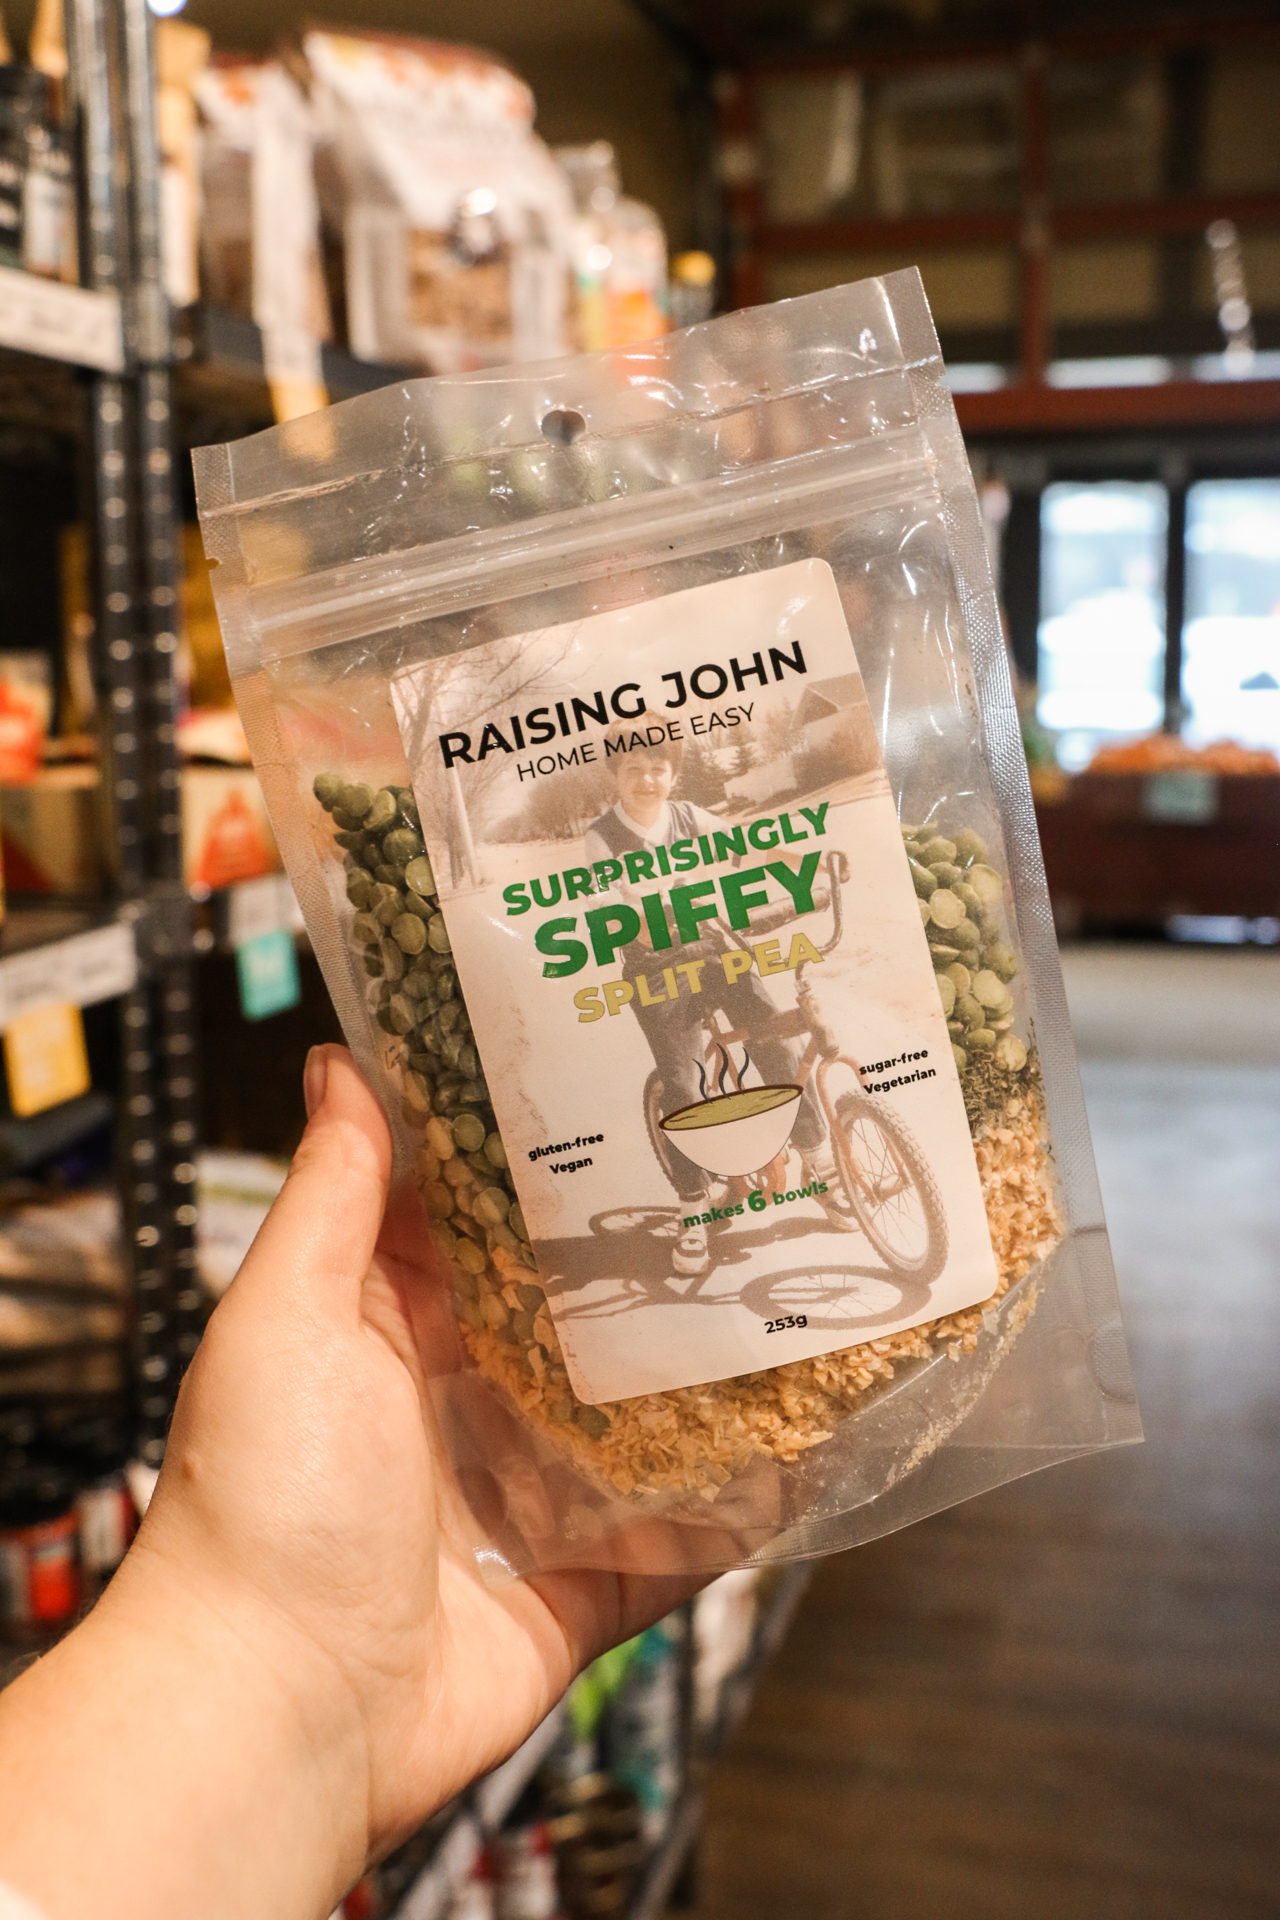 RAISING JOHN
HOME MADE EASY
SURPRISINGLY
SPIFFY
SPLIT PEA
sugar-free
Vegetarian
gluten-free
Vegan
makes 6 bowls
253g